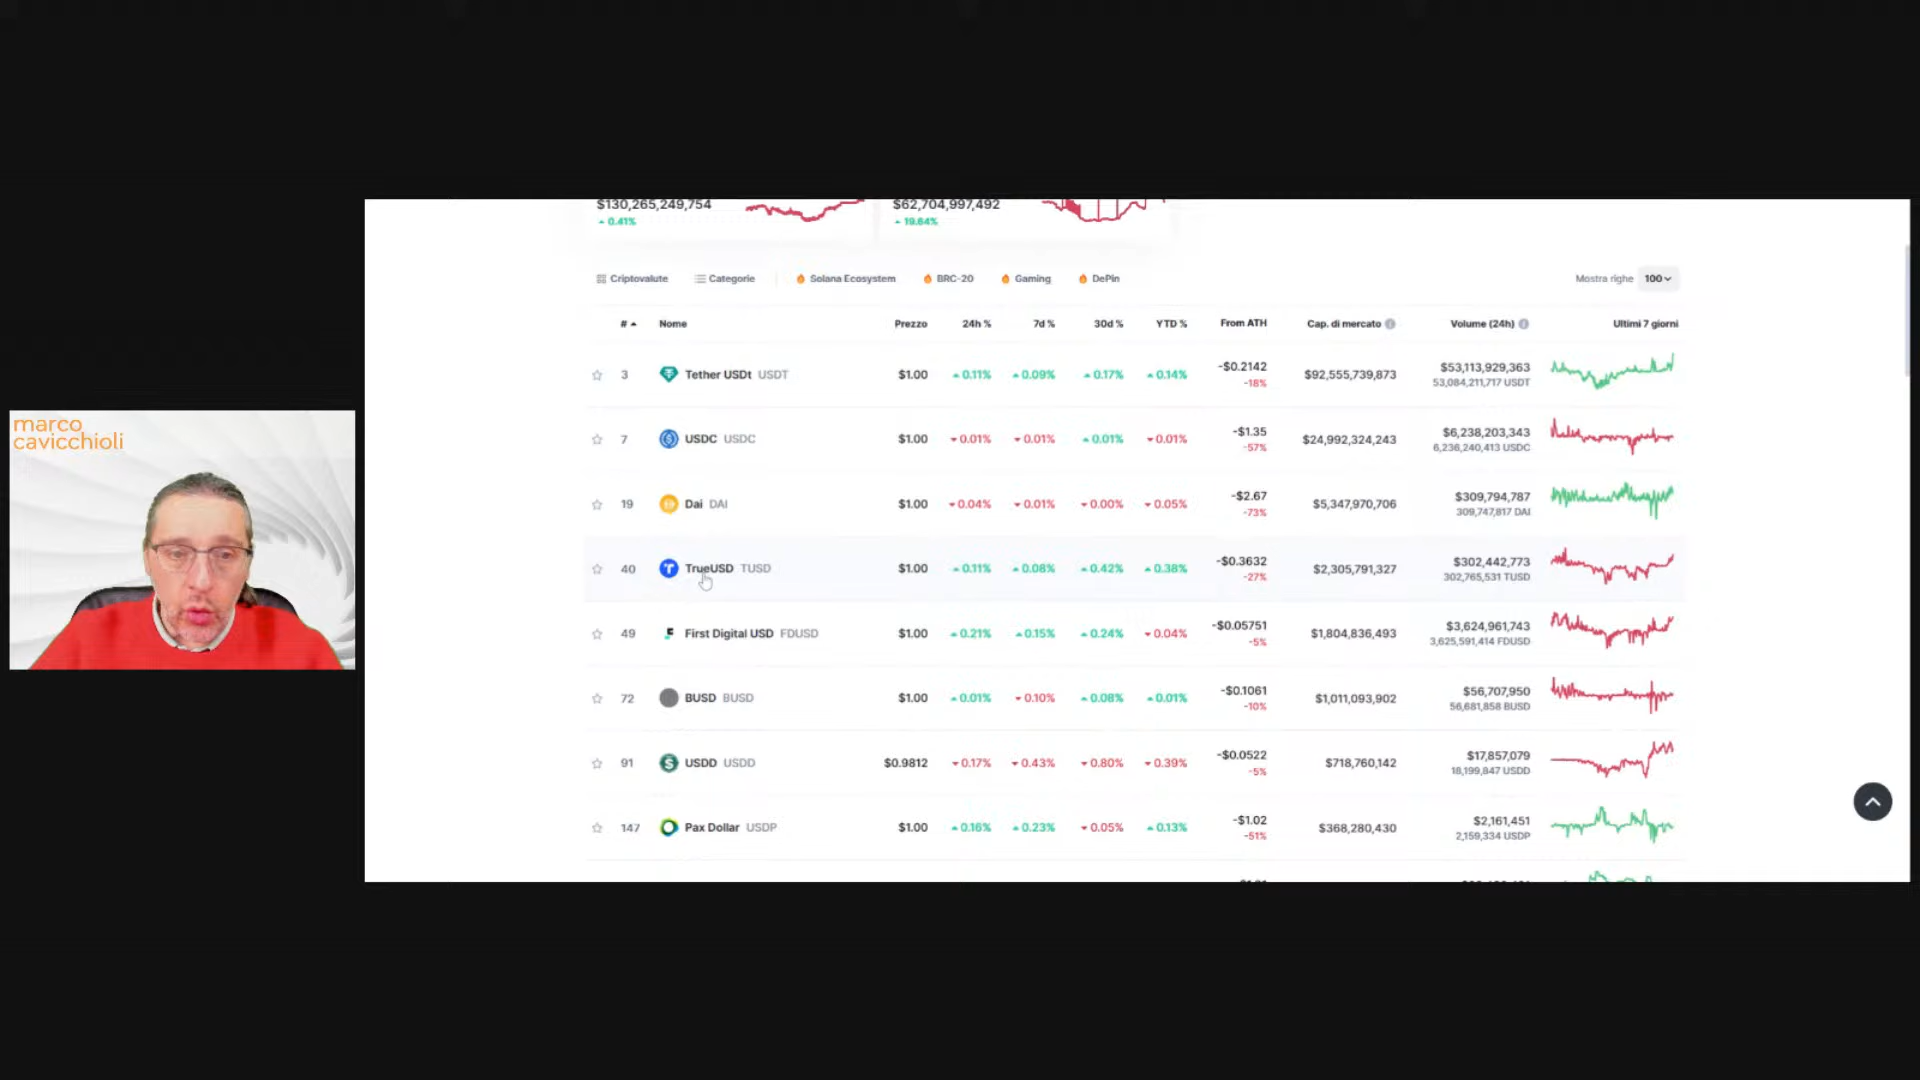 marco
cavicchioli
$130,265,249,754 $62,704,997,492
0.41% 19.84%
Criptovalute Categorie Solana Ecosystem BRC-20 Gaming DePin Mostra righe 100
# Nome Prezzo 24h % 7d % 30d % YTD % From ATH Cap. di mercato Volume (24h) Ultimi 7 giorni
3 Tether USDt USDT $1.00 0.11% 0.09% 0.17% 0.14% -$0.2142 $92,555,739,873 $53,113,929,363
-18% 53,084,211,717 USDT
7 USDC USDC $1.00 0.01% 0.01% 0.01% 0.01% -$1.35 $24,992,324,243 $6,238,203,343
-57% 6,236,240,413 USDC
19 Dai DAI $1.00 0.04% 0.01% 0.00% 0.05% -$2.67 $5,347,970,706 $309,794,787
-73% 309,747,817 DAI
40 TrueUSD TUSD $1.00 0.11% 0.08% 0.42% 0.38% -$0.3632 $2,305,791,327 $302,442,773
-27% 302,765,531 TUSD
49 First Digital USD FDUSD $1.00 0.21% 0.15% 0.24% 0.04% -$0.05751 $1,804,836,493 $3,624,961,743
-5% 3,625,591,414 FDUSD
72 BUSD BUSD $1.00 0.01% 0.10% 0.08% 0.01% -$0.1061 $1,011,093,902 $56,707,950
-10% 56,681,858 BUSD
91 USDD USDD $0.9812 0.17% 0.43% 0.80% 0.39% -$0.0522 $718,760,142 $17,857,079
-5% 18,199,847 USDD
147 Pax Dollar USDP $1.00 0.16% 0.23% 0.05% 0.13% -$1.02 $368,280,430 $2,161,451
-51% 2,159,334 USDP